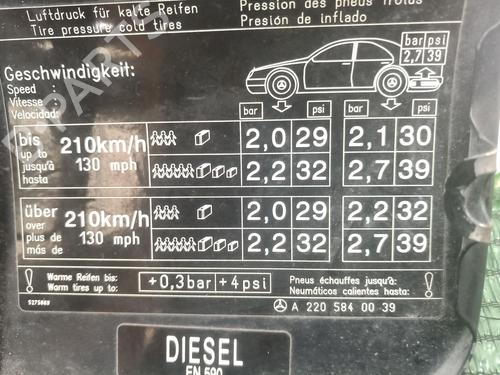 Luftdruck für kalte Reifen Pression des pneus froids
Tire pressure cold tires Presión de inflado
bar psi
2,7 39
Geschwindigkeit:
Speed :
Vitesse :
Velocidad:
bar psi bar psi
bis
up to
jusqu'à
hasta
210km/h
130 mph
2,0 29 2,1 30
2,2 32 2,7 39
über
over
plus de
más de
210km/h
130 mph
2,0 29 2,2 32
2,2 32 2,7 39
! Warme Reifen bis: +0,3bar +4psi Pneus échauffes jusqu'a: !
Warm tires up to: Neumáticos calientes hasta:
5275669 A 220 584 00 39
DIESEL
EN 590